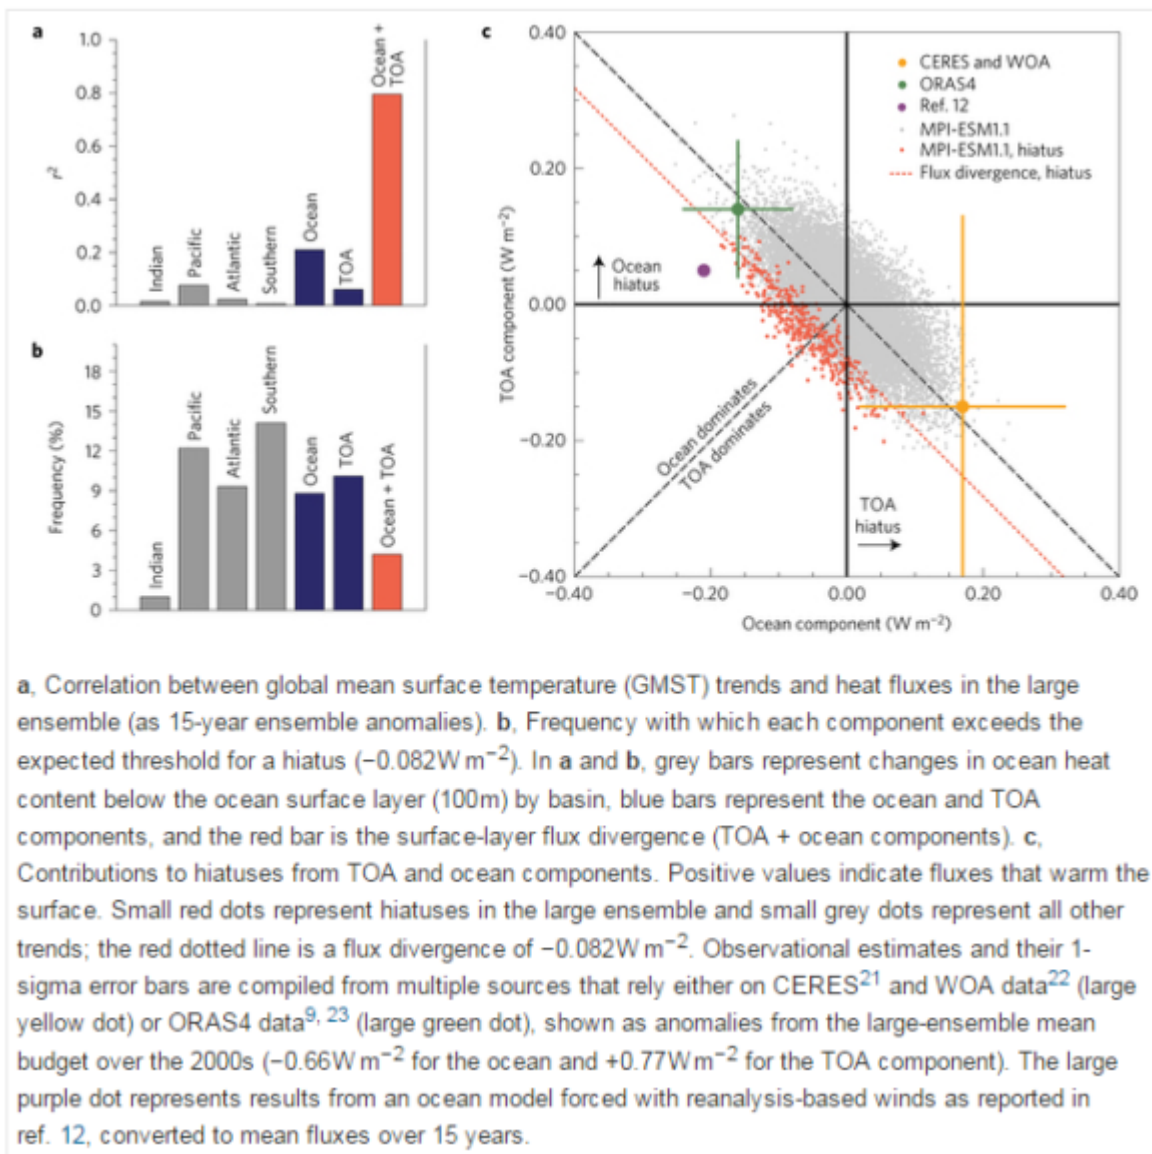 a
1.0
0.8
0.6
0.4
0.2
0.0
r²
Indian
Pacific
Atlantic
Southern
Ocean
TOA
Ocean +
TOA
b
18
15
12
9
6
3
0
Frequency (%)
Indian
Pacific
Atlantic
Southern
Ocean
TOA
Ocean + TOA
c
0.40
0.20
0.00
−0.20
−0.40
TOA component (W m⁻²)
CERES and WOA
ORAS4
Ref. 12
MPI-ESM1.1
MPI-ESM1.1, hiatus
Flux divergence, hiatus
Ocean
hiatus
Ocean dominates
TOA dominates
TOA
hiatus
−0.40
−0.20
0.00
0.20
0.40
Ocean component (W m⁻²)
a, Correlation between global mean surface temperature (GMST) trends and heat fluxes in the large
ensemble (as 15-year ensemble anomalies). b, Frequency with which each component exceeds the
expected threshold for a hiatus (−0.082W m⁻²). In a and b, grey bars represent changes in ocean heat
content below the ocean surface layer (100m) by basin, blue bars represent the ocean and TOA
components, and the red bar is the surface-layer flux divergence (TOA + ocean components). c,
Contributions to hiatuses from TOA and ocean components. Positive values indicate fluxes that warm the
surface. Small red dots represent hiatuses in the large ensemble and small grey dots represent all other
trends; the red dotted line is a flux divergence of −0.082W m⁻². Observational estimates and their 1-
sigma error bars are compiled from multiple sources that rely either on CERES²¹ and WOA data²² (large
yellow dot) or ORAS4 data⁹, ²³ (large green dot), shown as anomalies from the large-ensemble mean
budget over the 2000s (−0.66W m⁻² for the ocean and +0.77W m⁻² for the TOA component). The large
purple dot represents results from an ocean model forced with reanalysis-based winds as reported in
ref. 12, converted to mean fluxes over 15 years.